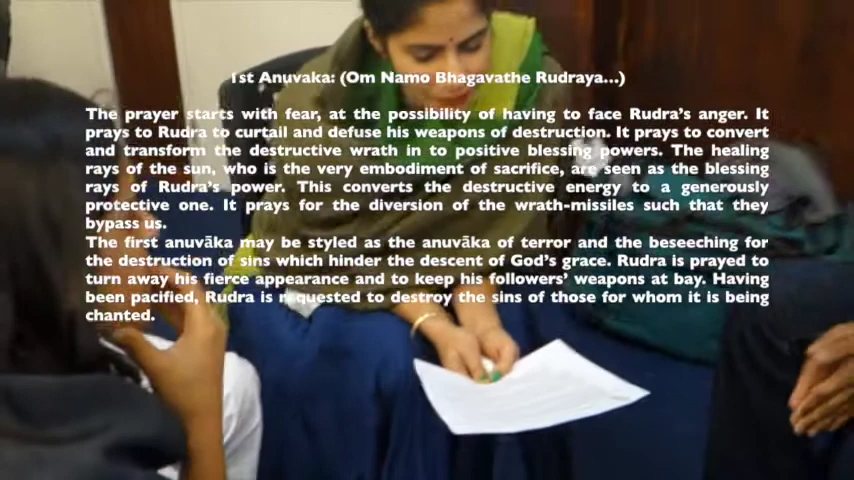 1st Anuvaka: (Om Namo Bhagavathe Rudraya...)
The prayer starts with fear, at the possibility of having to face Rudra's anger. It
prays to Rudra to curtail and defuse his weapons of destruction. It prays to convert
and transform the destructive wrath in to positive blessing powers. The healing
rays of the sun, who is the very embodiment of sacrifice, are seen as the blessing
rays of Rudra's power. This converts the destructive energy to a generously
protective one. It prays for the diversion of the wrath-missiles such that they
bypass us.
The first anuvāka may be styled as the anuvāka of terror and the beseeching for
the destruction of sins which hinder the descent of God's grace. Rudra is prayed to
turn away his fierce appearance and to keep his followers' weapons at bay. Having
been pacified, Rudra is requested to destroy the sins of those for whom it is being
chanted.